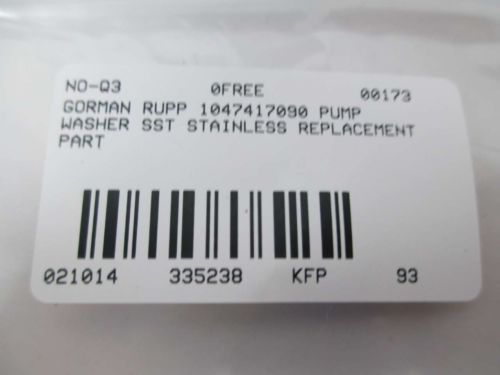 NO-Q3 0FREE 00173
GORMAN RUPP 1047417090 PUMP
WASHER SST STAINLESS REPLACEMENT
PART
021014 335238 KFP 93